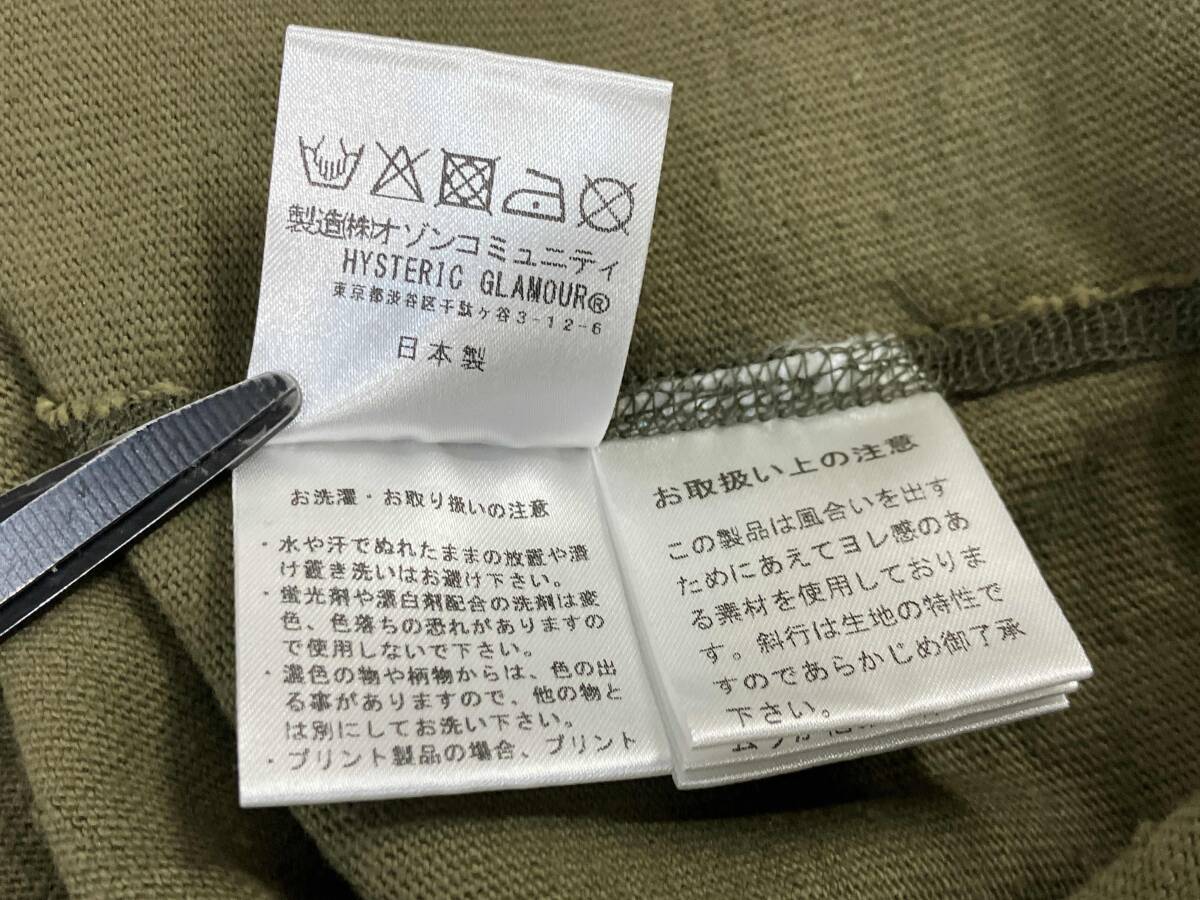 製造(株)オゾンコミュニティ
HYSTERIC GLAMOUR®
東京都渋谷区千駄ヶ谷3-12-6
日本製
お洗濯・お取り扱いの注意
・水や汗でぬれたままの放置や漬
け置き洗いはお避け下さい。
・蛍光剤や漂白剤配合の洗剤は変
色、色落ちの恐れがありますの
で使用しないで下さい。
・濃色の物や柄物からは、色の出
る事がありますので、他の物と
は別にしてお洗い下さい。
・プリント製品の場合、プリント
お取扱い上の注意
この製品は風合いを出す
ためにあえてヨレ感のあ
る素材を使用しておりま
す。斜行は生地の特性で
すのであらかじめ御了承
下さい。